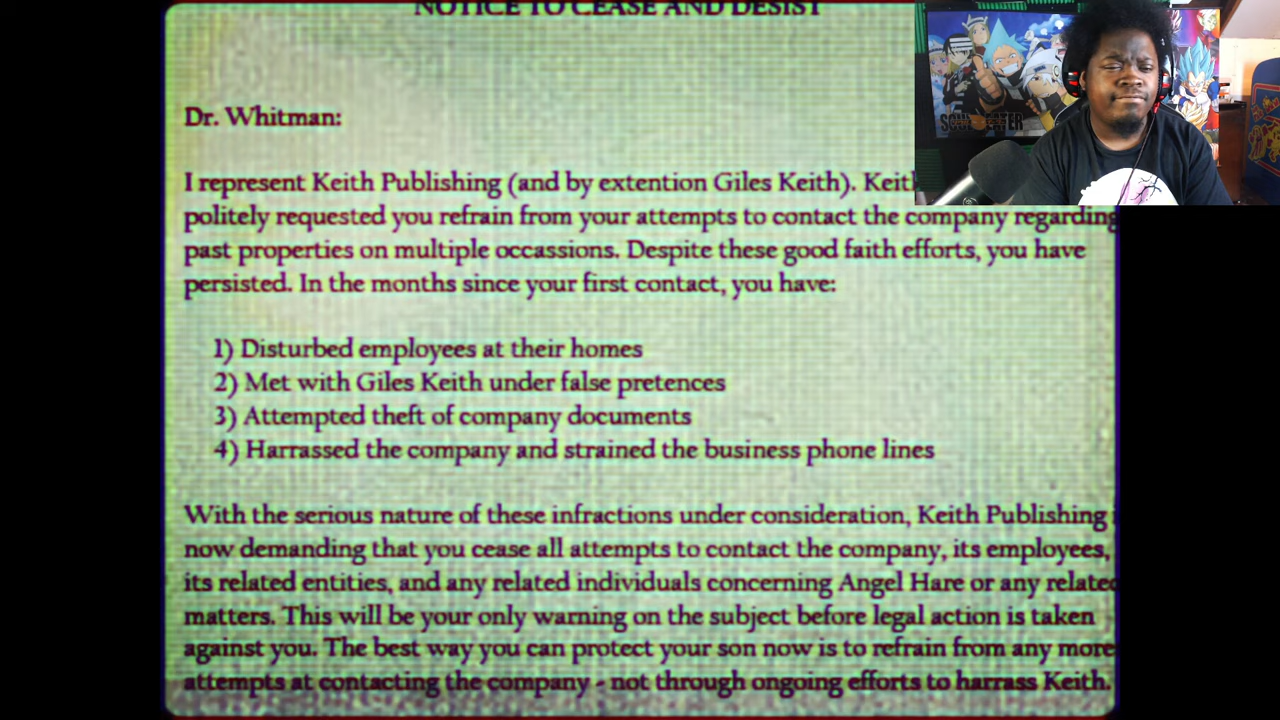 NOTICE TO CEASE AND DESIST
Dr. Whitman:
I represent Keith Publishing (and by extention Giles Keith).
politely requested you refrain from your attempts to contact the company regarding
past properties on multiple occassions. Despite these good faith efforts, you have
persisted. In the months since your first contact, you have:
1) Disturbed employees at their homes
2) Met with Giles Keith under false pretences
3) Attempted theft of company documents
4) Harrassed the company and strained the business phone lines
With the serious nature of these infractions under consideration, Keith Publishing
now demanding that you cease all attempts to contact the company, its employees,
its related entities, and any related individuals concerning Angel Hare or any related
matters. This will be your only warning on the subject before legal action is taken
against you. The best way you can protect your son now is to refrain from any more
attempts at contacting the company - not through ongoing efforts to harrass Keith.
SOUL EATER